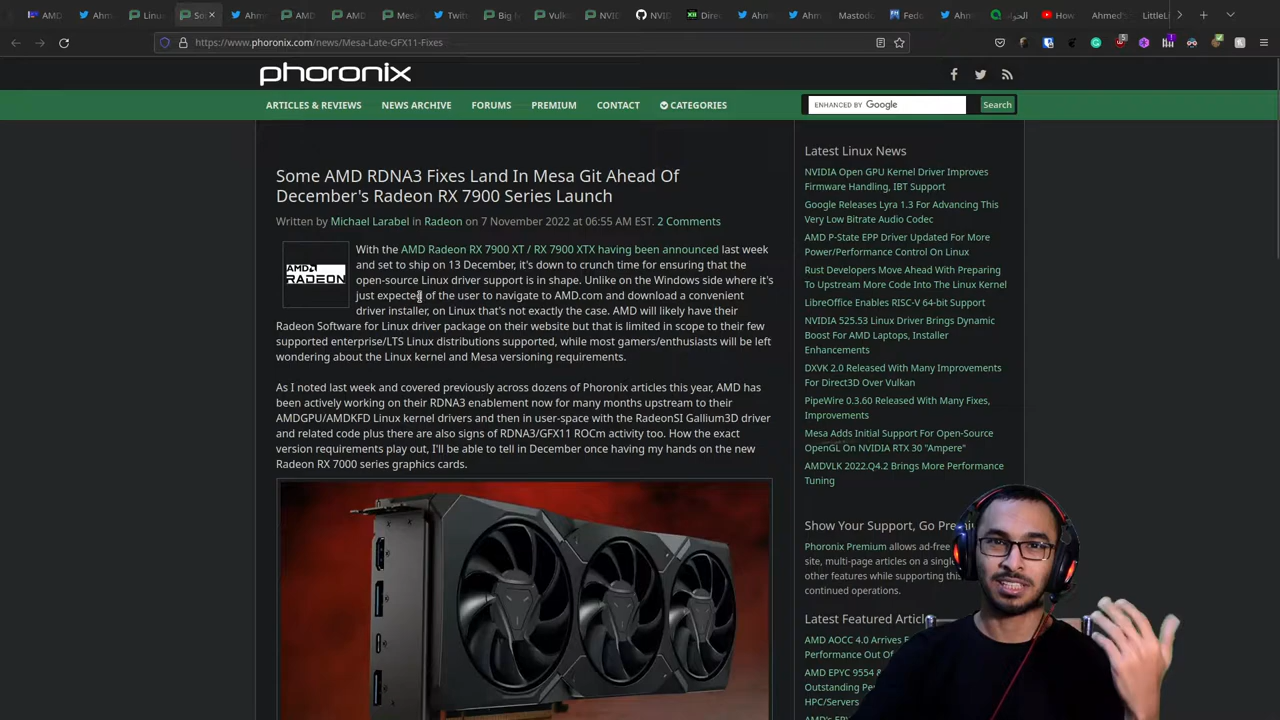 AMD
Ahm
Linu
So
Ahm
AMD
AMD
Mesa
Twit
Big N
Vulk
NVID
NVID
Dire
Ahm
Ahm
Mastod
Fede
Ahm
الحوا
How
Ahmed's
LittleLi
https://www.phoronix.com/news/Mesa-Late-GFX11-Fixes
phoronix
ARTICLES & REVIEWS NEWS ARCHIVE FORUMS PREMIUM CONTACT CATEGORIES
ENHANCED BY Google
Search
Some AMD RDNA3 Fixes Land In Mesa Git Ahead Of
December's Radeon RX 7900 Series Launch
Written by Michael Larabel in Radeon on 7 November 2022 at 06:55 AM EST. 2 Comments
AMD
RADEON
With the AMD Radeon RX 7900 XT / RX 7900 XTX having been announced last week
and set to ship on 13 December, it's down to crunch time for ensuring that the
open-source Linux driver support is in shape. Unlike on the Windows side where it's
just expected of the user to navigate to AMD.com and download a convenient
driver installer, on Linux that's not exactly the case. AMD will likely have their
Radeon Software for Linux driver package on their website but that is limited in scope to their few
supported enterprise/LTS Linux distributions supported, while most gamers/enthusiasts will be left
wondering about the Linux kernel and Mesa versioning requirements.
As I noted last week and covered previously across dozens of Phoronix articles this year, AMD has
been actively working on their RDNA3 enablement now for many months upstream to their
AMDGPU/AMDKFD Linux kernel drivers and then in user-space with the RadeonSI Gallium3D driver
and related code plus there are also signs of RDNA3/GFX11 ROCm activity too. How the exact
version requirements play out, I'll be able to tell in December once having my hands on the new
Radeon RX 7000 series graphics cards.
Latest Linux News
NVIDIA Open GPU Kernel Driver Improves
Firmware Handling, IBT Support
Google Releases Lyra 1.3 For Advancing This
Very Low Bitrate Audio Codec
AMD P-State EPP Driver Updated For More
Power/Performance Control On Linux
Rust Developers Move Ahead With Preparing
To Upstream More Code Into The Linux Kernel
LibreOffice Enables RISC-V 64-bit Support
NVIDIA 525.53 Linux Driver Brings Dynamic
Boost For AMD Laptops, Installer
Enhancements
DXVK 2.0 Released With Many Improvements
For Direct3D Over Vulkan
PipeWire 0.3.60 Released With Many Fixes,
Improvements
Mesa Adds Initial Support For Open-Source
OpenGL On NVIDIA RTX 30 "Ampere"
AMDVLK 2022.Q4.2 Brings More Performance
Tuning
Show Your Support, Go Premi
Phoronix Premium allows ad-free
site, multi-page articles on a singl
other features while supporting this
continued operations.
Latest Featured Articl
AMD AOCC 4.0 Arrives F
Performance Out Of
AMD EPYC 9554 &
Outstanding Pe
HPC/Servers